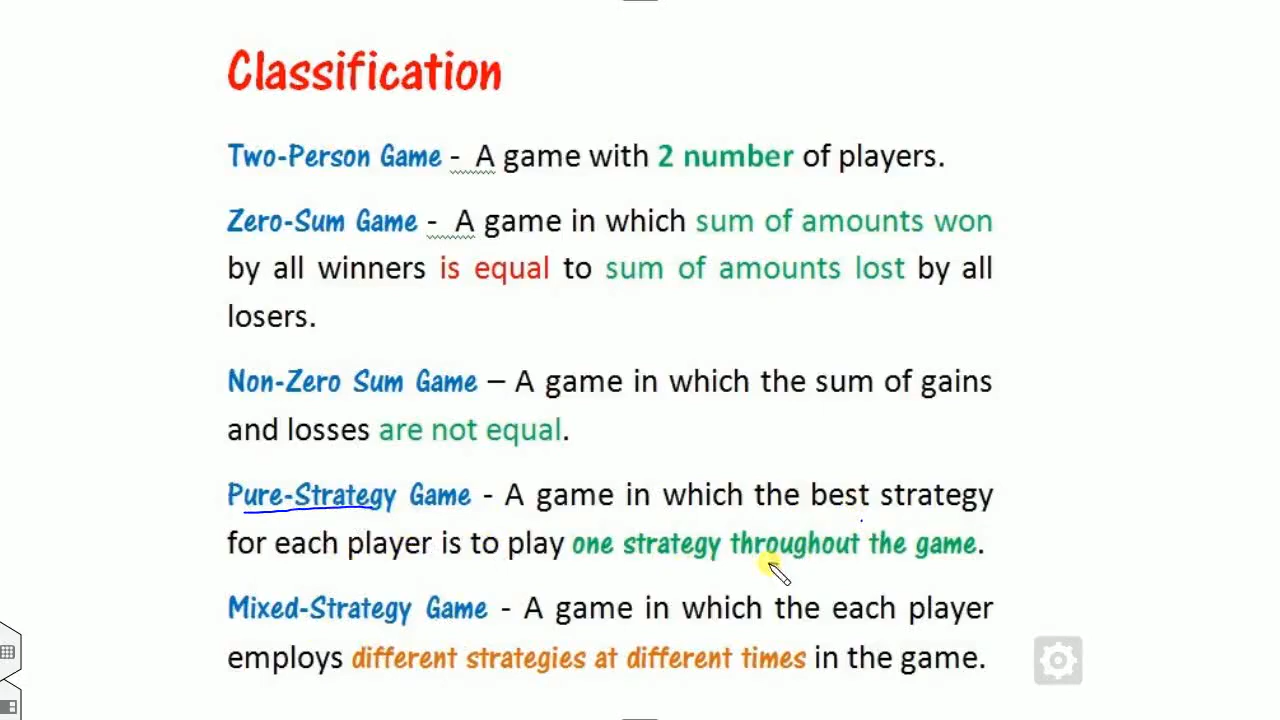 Classification
Two-Person Game - A game with 2 number of players.
Zero-Sum Game - A game in which sum of amounts won
by all winners is equal to sum of amounts lost by all
losers.
Non-Zero Sum Game – A game in which the sum of gains
and losses are not equal.
Pure-Strategy Game - A game in which the best strategy
for each player is to play one strategy throughout the game.
Mixed-Strategy Game - A game in which the each player
employs different strategies at different times in the game.